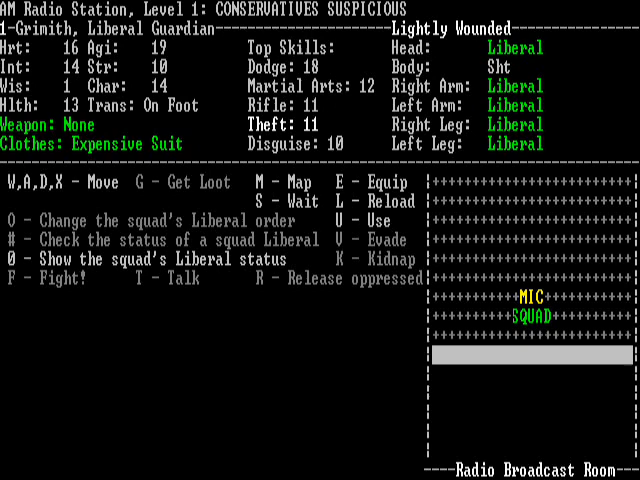 AM Radio Station, Level 1: CONSERVATIVES SUSPICIOUS
1-Grinith, Liberal Guardian----------------------Lightly Wounded----------------
Hrt: 16 Agi: 19 Top Skills: Head: Liberal
Int: 14 Str: 10 Dodge: 18 Body: Sht
Wis: 1 Char: 14 Martial Arts: 12 Right Arm: Liberal
Hlth: 13 Trans: On Foot Rifle: 11 Left Arm: Liberal
Weapon: None Theft: 11 Right Leg: Liberal
Clothes: Expensive Suit Disguise: 10 Left Leg: Liberal
--------------------------------------------------------------------------------
W,A,D,X - Move G - Get Loot M - Map E - Equip ¦+++++++++++++++++++++++++¦
S - Wait L - Reload ¦+++++++++++++++++++++++++¦
O - Change the squad's Liberal order U - Use ¦+++++++++++++++++++++++++¦
# - Check the status of a squad Liberal V - Evade ¦+++++++++++++++++++++++++¦
0 - Show the squad's Liberal status K - Kidnap ¦+++++++++++++++++++++++++¦
F - Fight! T - Talk R - Release oppressed¦+++++++++++++++++++++++++¦
¦+++++++++++MIC+++++++++++¦
¦++++++++++SQUAD++++++++++¦
¦+++++++++++++++++++++++++¦
----Radio Broadcast Room---